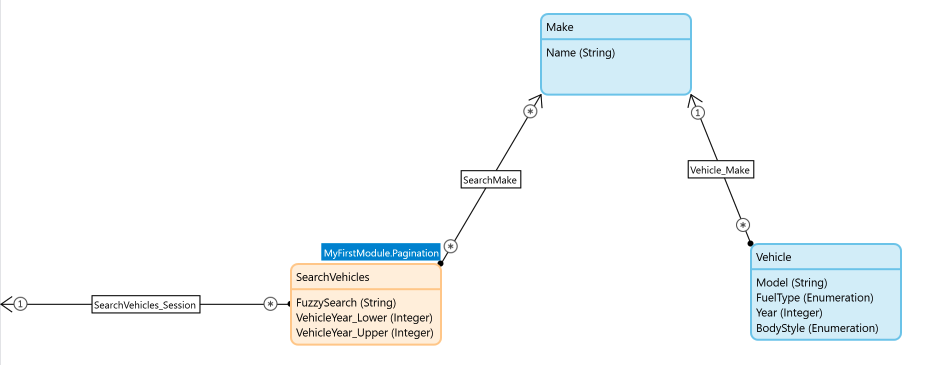 Make
Name (String)
*
1
SearchMake
Vehicle_Make
*
*
MyFirstModule.Pagination
SearchVehicles
Vehicle
Model (String)
FuelType (Enumeration)
Year (Integer)
BodyStyle (Enumeration)
1
SearchVehicles_Session
*
FuzzySearch (String)
VehicleYear_Lower (Integer)
VehicleYear_Upper (Integer)